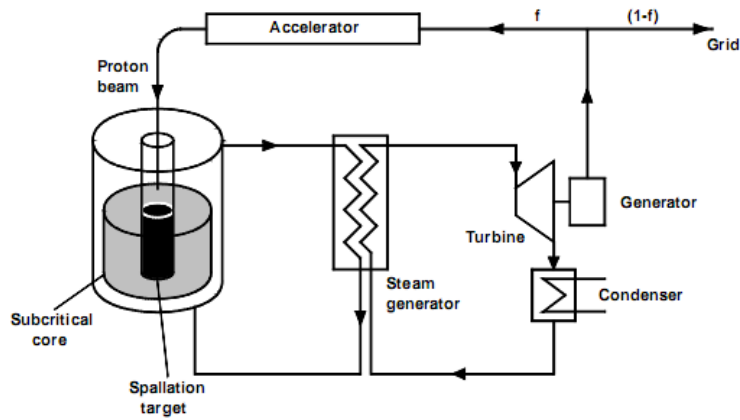 Accelerator
f
(1-f)
Grid
Proton
beam
Generator
Turbine
Steam
generator
Condenser
Subcritical
core
Spallation
target